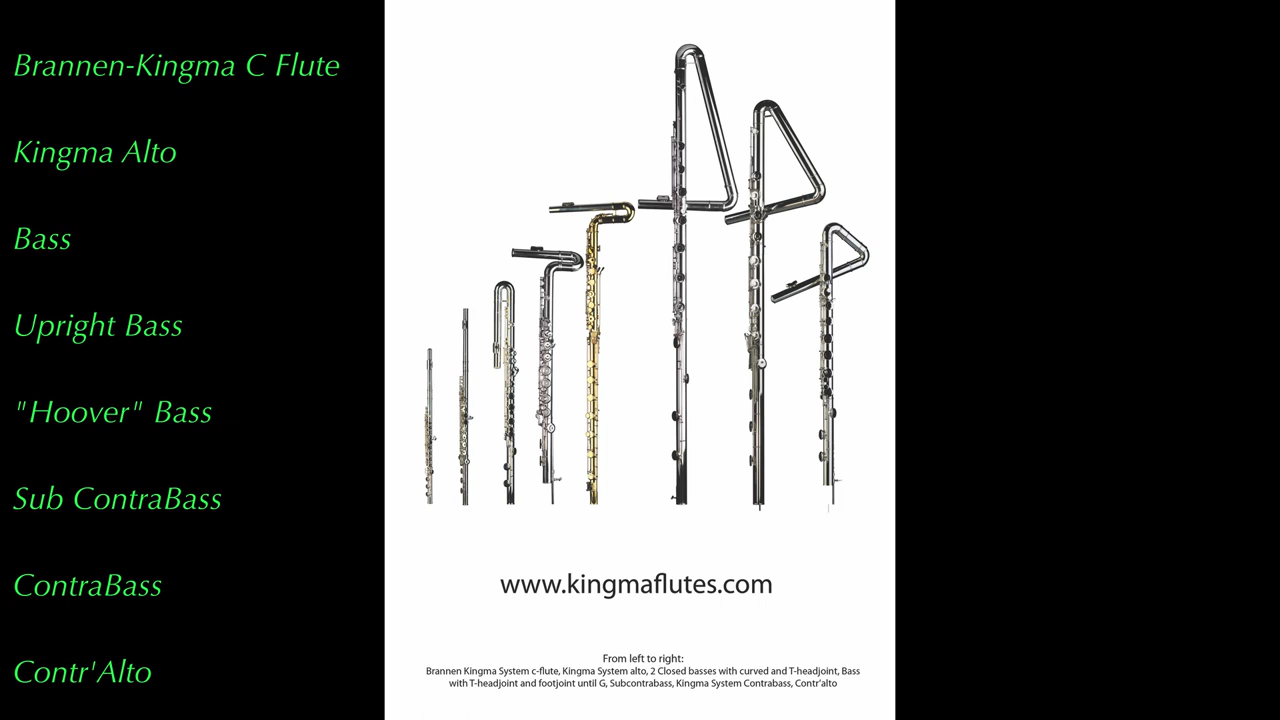 Brannen-Kingma C Flute
Kingma Alto
Bass
Upright Bass
"Hoover" Bass
Sub ContraBass
ContraBass
Contr'Alto
www.kingmaflutes.com
From left to right:
Brannen Kingma System c-flute, Kingma System alto, 2 Closed basses with curved and T-headjoint, Bass
with T-headjoint and footjoint until G, Subcontrabass, Kingma System Contrabass, Contr'alto